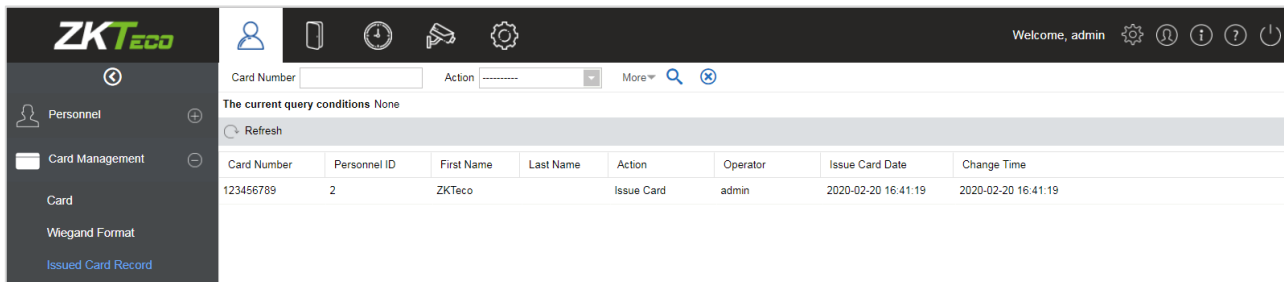 ZKTeco
Welcome, admin
Card Number Action ---------- More
The current query conditions None
Personnel
Refresh
Card Management
Card Number Personnel ID First Name Last Name Action Operator Issue Card Date Change Time
123456789 2 ZKTeco Issue Card admin 2020-02-20 16:41:19 2020-02-20 16:41:19
Card
Wiegand Format
Issued Card Record